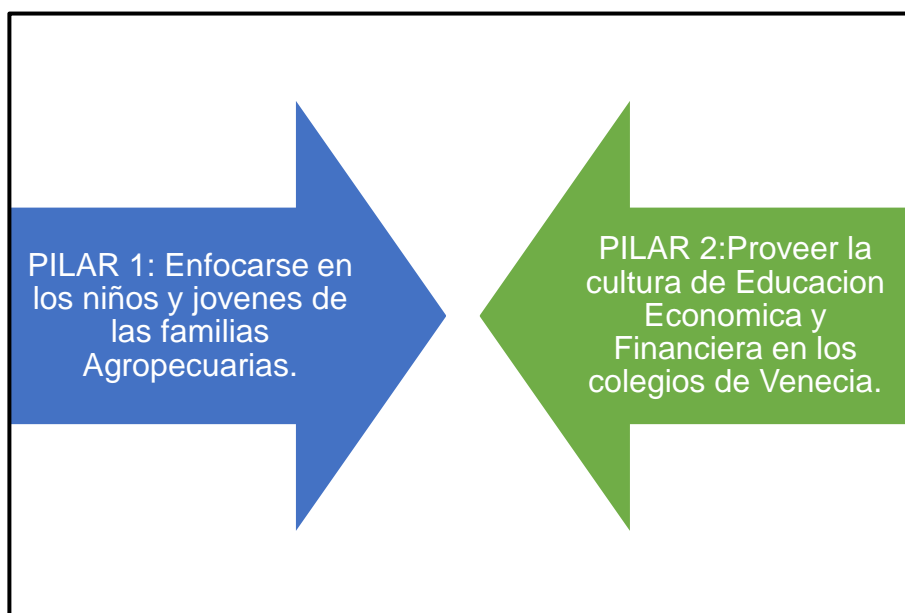 PILAR 1: Enfocarse en
los niños y jovenes de
las familias
Agropecuarias.
PILAR 2:Proveer la
cultura de Educacion
Economica y
Financiera en los
colegios de Venecia.